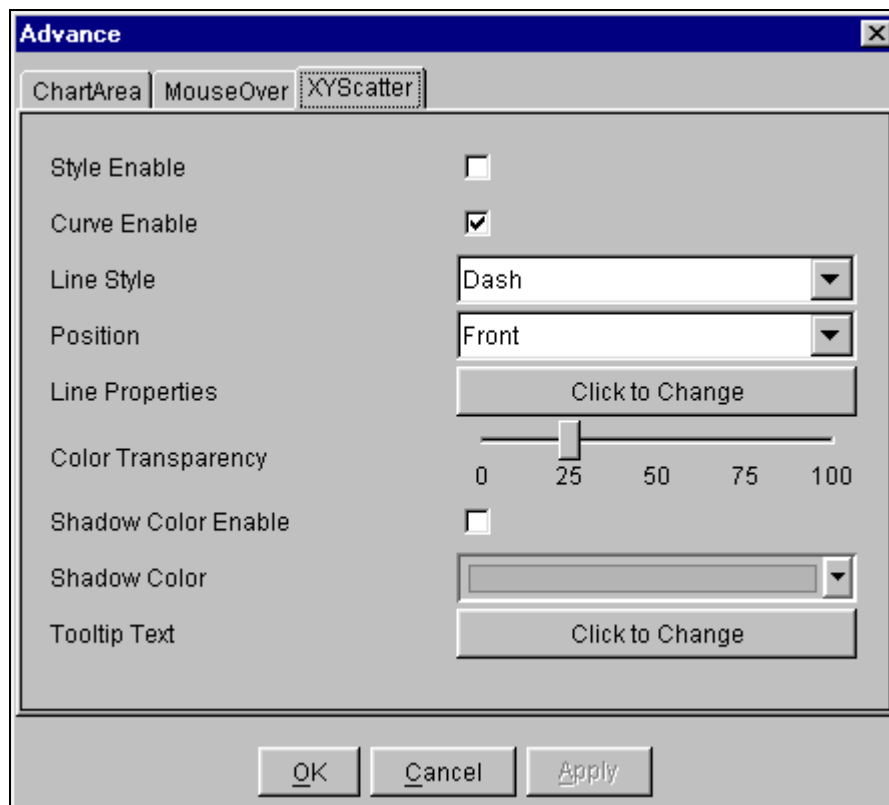 Advance
ChartArea MouseOver XYScatter
Style Enable
Curve Enable
Line Style Dash
Position Front
Line Properties Click to Change
Color Transparency
0 25 50 75 100
Shadow Color Enable
Shadow Color
Tooltip Text Click to Change
OK Cancel Apply